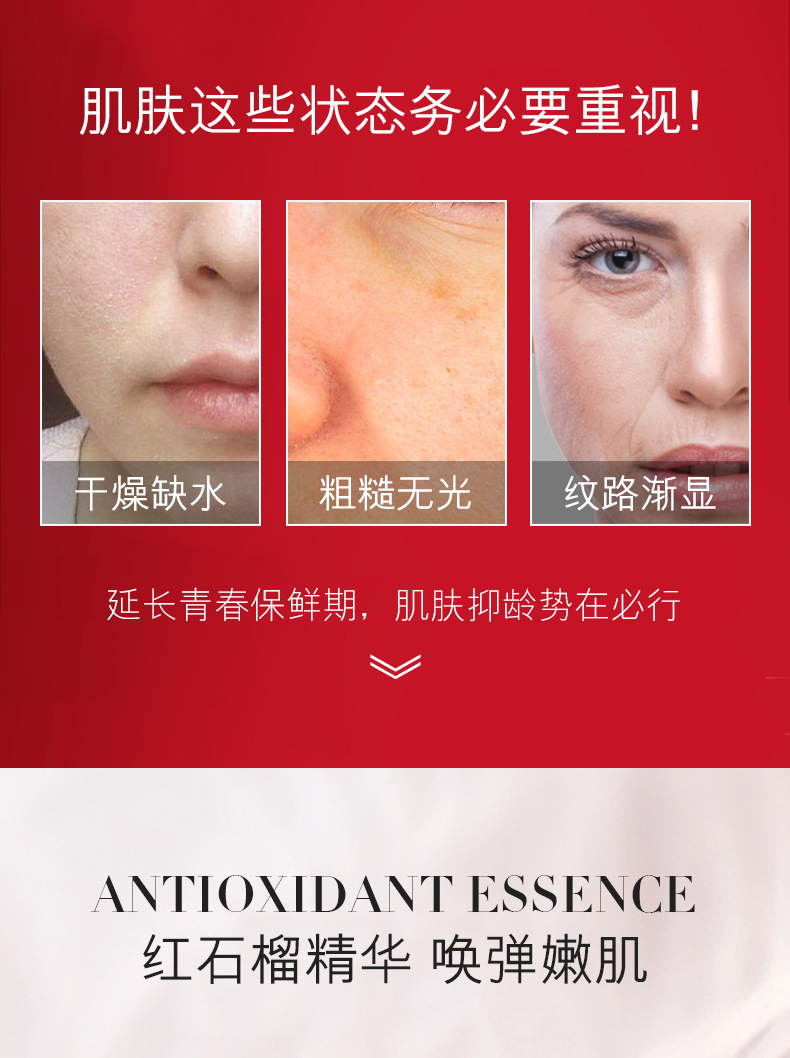 肌肤这些状态务必要重视!
干燥缺水
粗糙无光
纹路渐显
延长青春保鲜期，肌肤抑龄势在必行
ANTIOXIDANT ESSENCE
红石榴精华 唤弹嫩肌